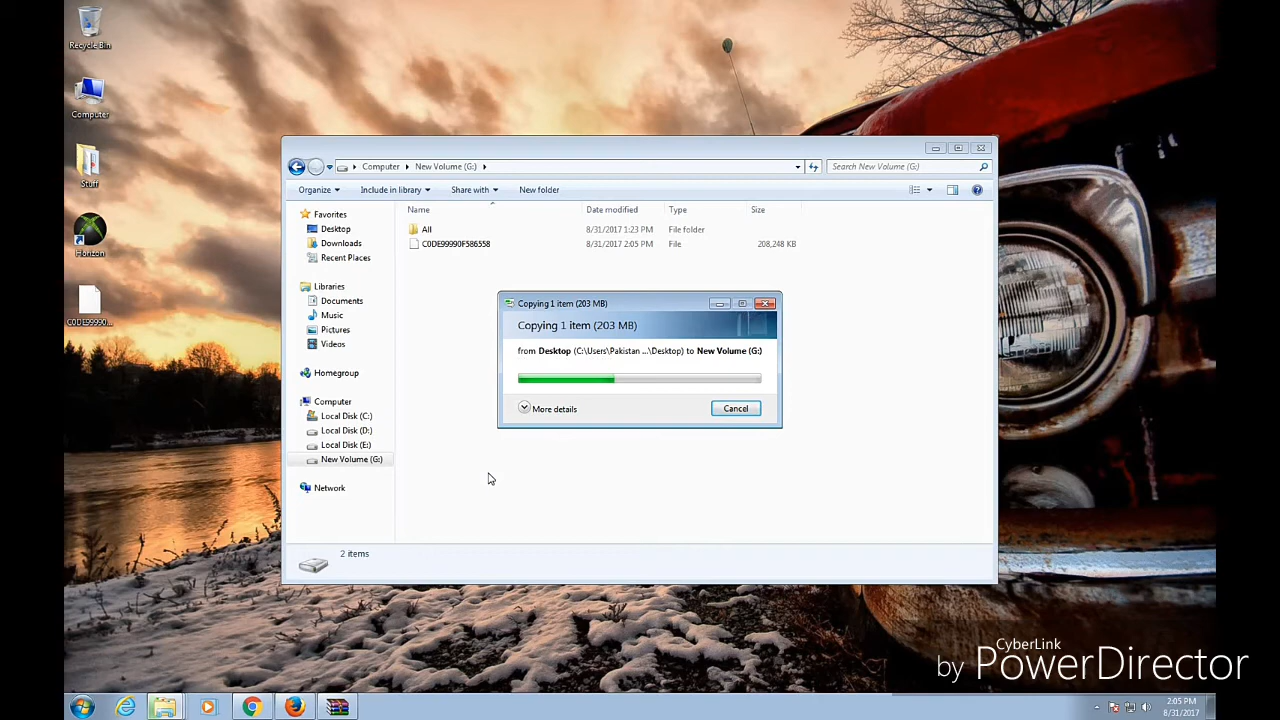 Recycle Bin
Computer
Stuff
Horizon
C0DE99990...
Computer
New Volume (G:)
Search New Volume (G:)
Organize
Include in library
Share with
New folder
Favorites
Desktop
Downloads
Recent Places
Libraries
Documents
Music
Pictures
Videos
Homegroup
Computer
Local Disk (C:)
Local Disk (D:)
Local Disk (E:)
New Volume (G:)
Network
Name Date modified Type Size
All 8/31/2017 1:23 PM File folder
C0DE99990F586558 8/31/2017 2:05 PM File 208,248 KB
Copying 1 item (203 MB)
Copying 1 item (203 MB)
from Desktop (C:\Users\Pakistan ...\Desktop) to New Volume (G:)
More details
Cancel
2 items
CyberLink
by PowerDirector
2:05 PM
8/31/2017